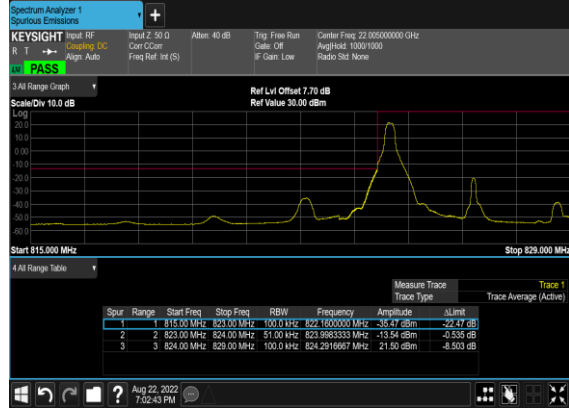 Spectrum Analyzer 1
Spurious Emissions
KEYSIGHT Input: RF Input Z: 50 Ω Atten: 40 dB Trig: Free Run Center Freq: 22.005000000 GHz
R T Coupling: DC Corr CCorr Gate: Off Avg|Hold: 1000/1000
Align: Auto Freq Ref: Int (S) IF Gain: Low Radio Std: None
LW PASS
3 All Range Graph
Ref Lvl Offset 7.70 dB
Scale/Div 10.0 dB Ref Value 30.00 dBm
Log
20.0
10.0
0.00
-10.0
-20.0
-30.0
-40.0
-50.0
-60.0
Start 815.000 MHz Stop 829.000 MHz
4 All Range Table
Measure Trace Trace 1
Trace Type Trace Average (Active)
Spur Range Start Freq Stop Freq RBW Frequency Amplitude ΔLimit
1 1 815.00 MHz 823.00 MHz 100.0 kHz 822.1600000 MHz -35.47 dBm -22.47 dB
2 2 823.00 MHz 824.00 MHz 51.00 kHz 823.9983333 MHz -13.54 dBm -0.535 dB
3 3 824.00 MHz 829.00 MHz 100.0 kHz 824.2916667 MHz 21.50 dBm -8.503 dB
Aug 22, 2022
7:02:43 PM